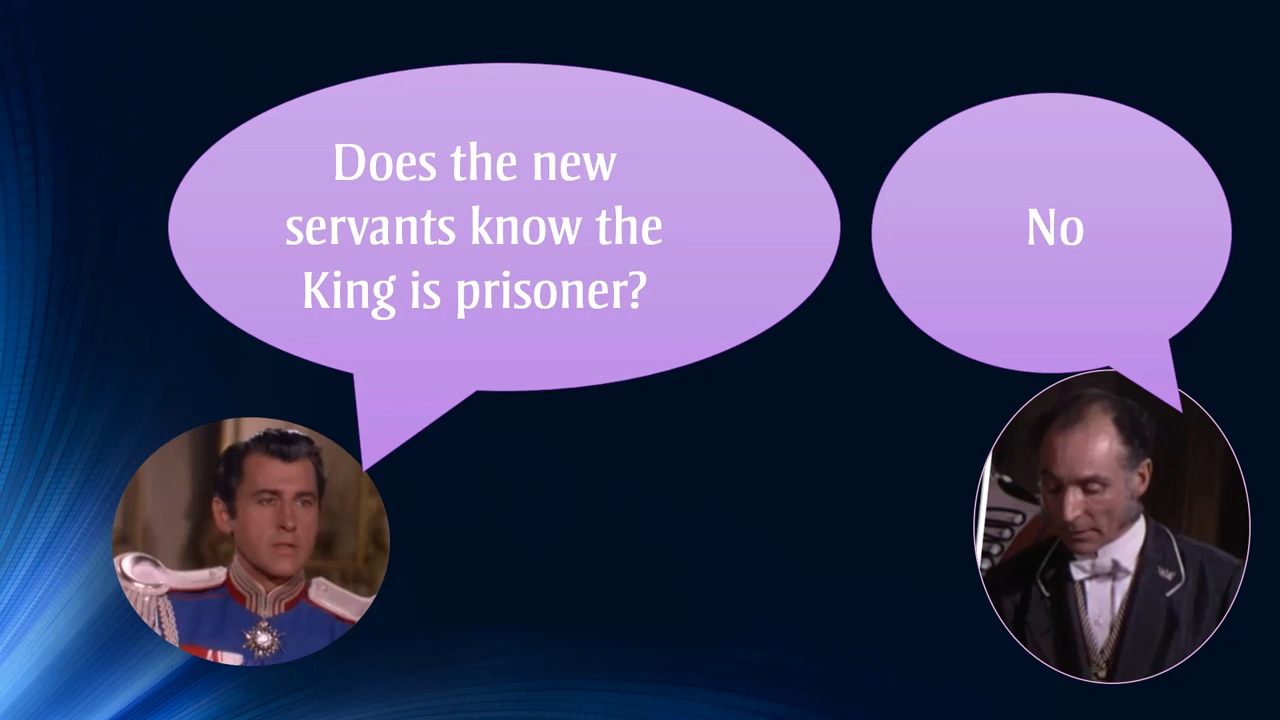 Does the new
servants know the
King is prisoner?
No